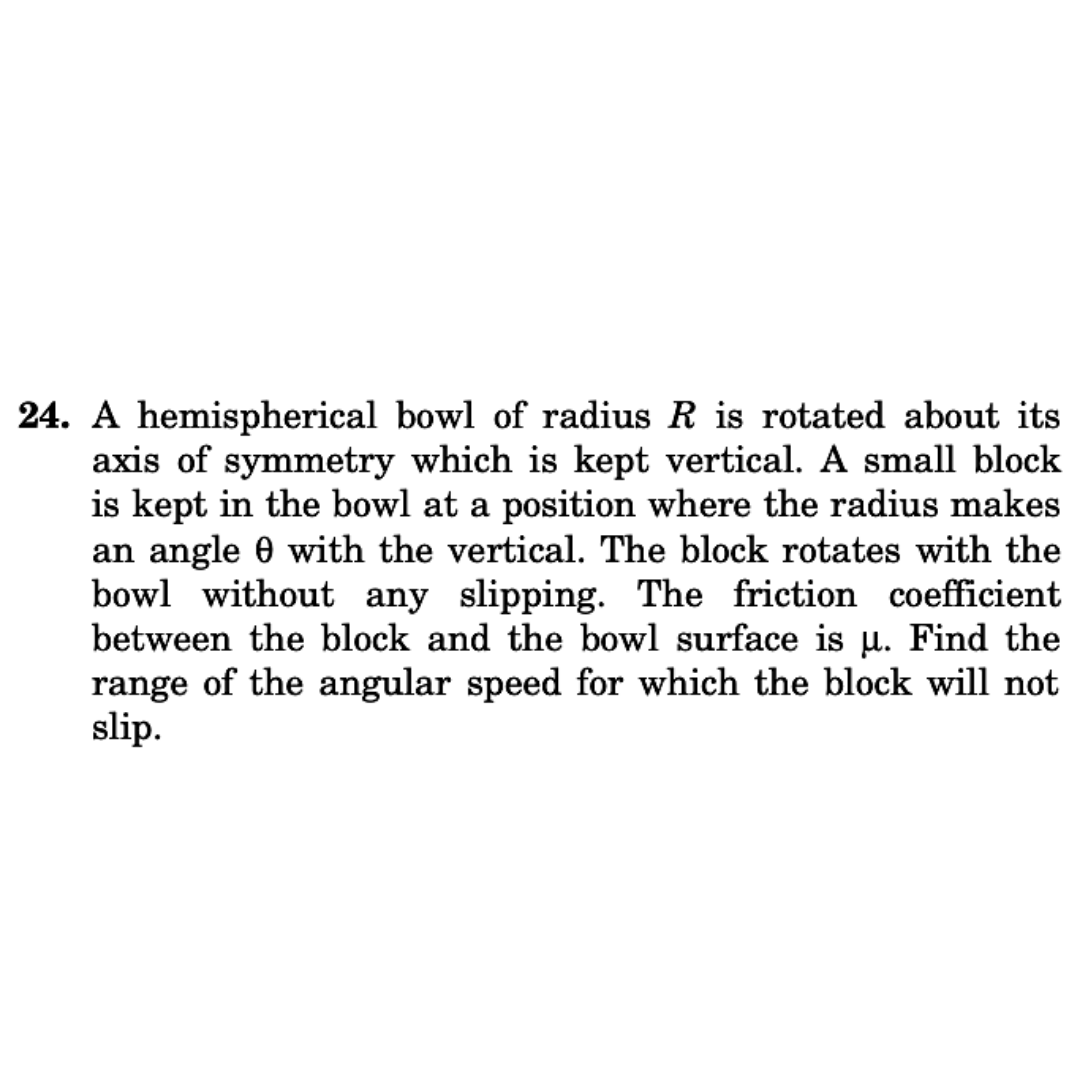 24. A hemispherical bowl of radius R is rotated about its
axis of symmetry which is kept vertical. A small block
is kept in the bowl at a position where the radius makes
an angle θ with the vertical. The block rotates with the
bowl without any slipping. The friction coefficient
between the block and the bowl surface is μ. Find the
range of the angular speed for which the block will not
slip.